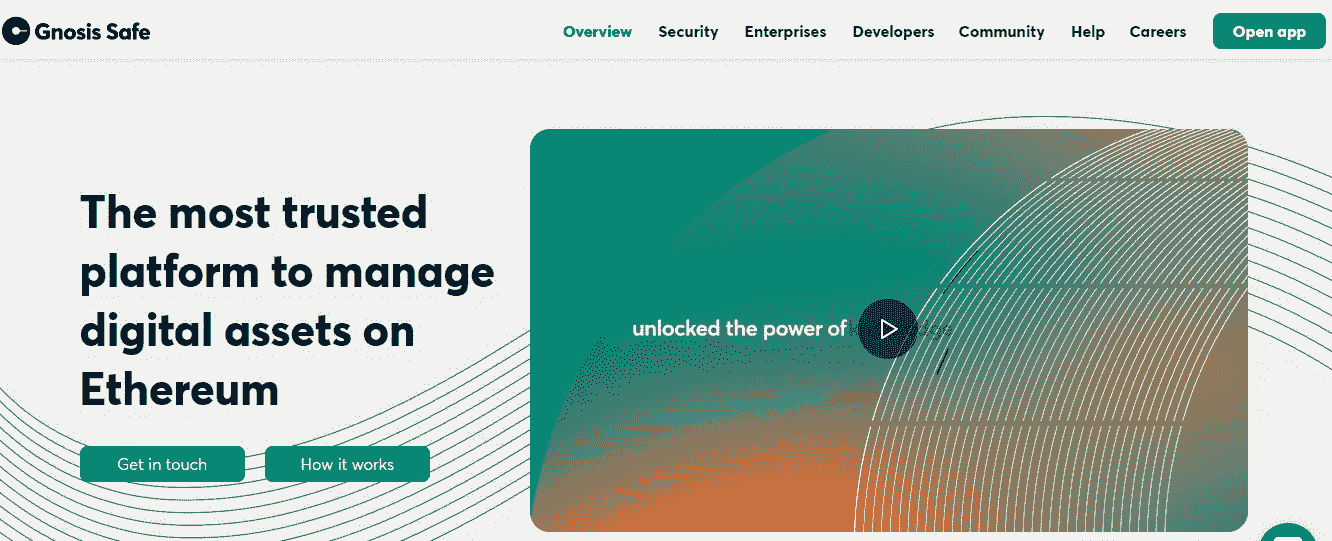 Gnosis Safe
Overview Security Enterprises Developers Community Help Careers Open app
The most trusted
platform to manage
digital assets on
Ethereum
unlocked the power of
Get in touch How it works